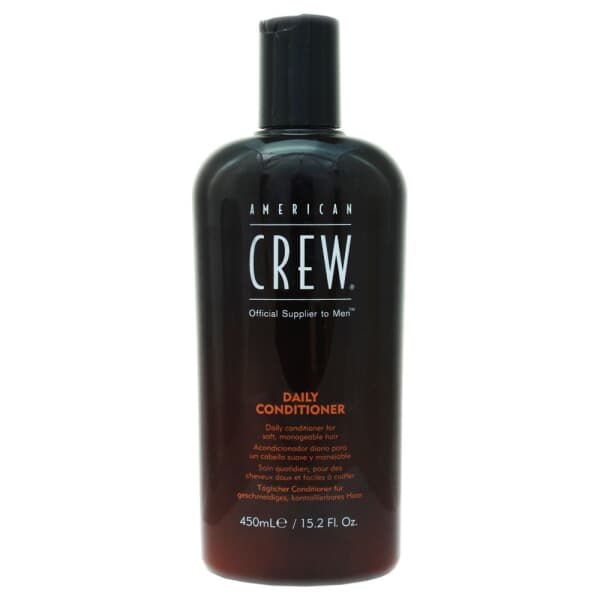 AMERICAN
CREW®
Official Supplier to Men™
DAILY
CONDITIONER
Daily conditioner for
soft, manageable hair
Acondicionador diario para
un cabello suave y manejable
Soin quotidien, pour des
cheveux doux et faciles à coiffer
Täglicher Conditioner für
geschmeidiges, kontrollierbares Haar
450mL℮ / 15.2 Fl. Oz.